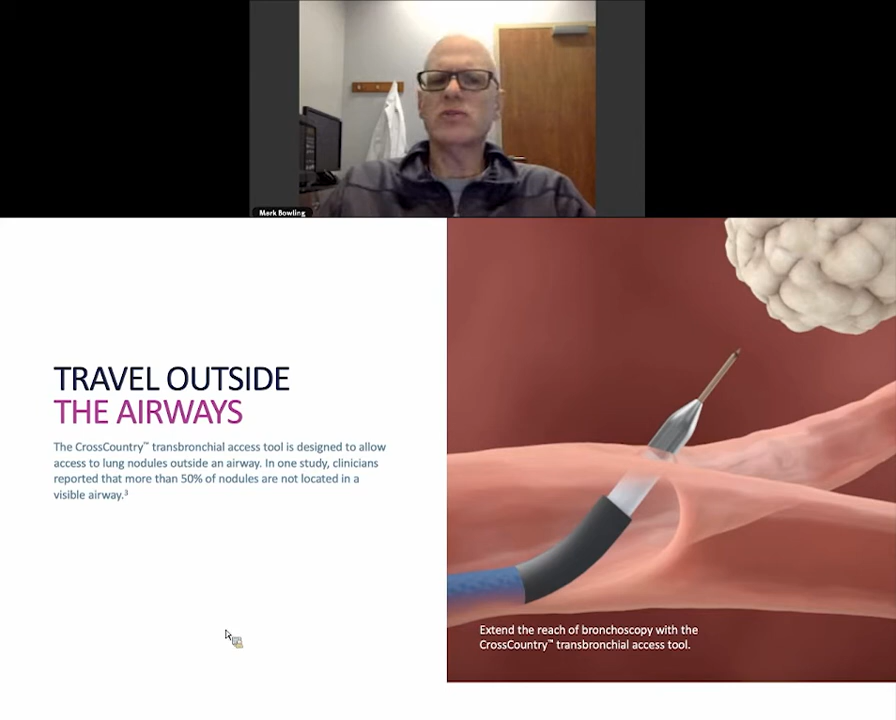 Mark Bowling
TRAVEL OUTSIDE
THE AIRWAYS
The CrossCountry™ transbronchial access tool is designed to allow
access to lung nodules outside an airway. In one study, clinicians
reported that more than 50% of nodules are not located in a
visible airway.³
Extend the reach of bronchoscopy with the
CrossCountry™ transbronchial access tool.